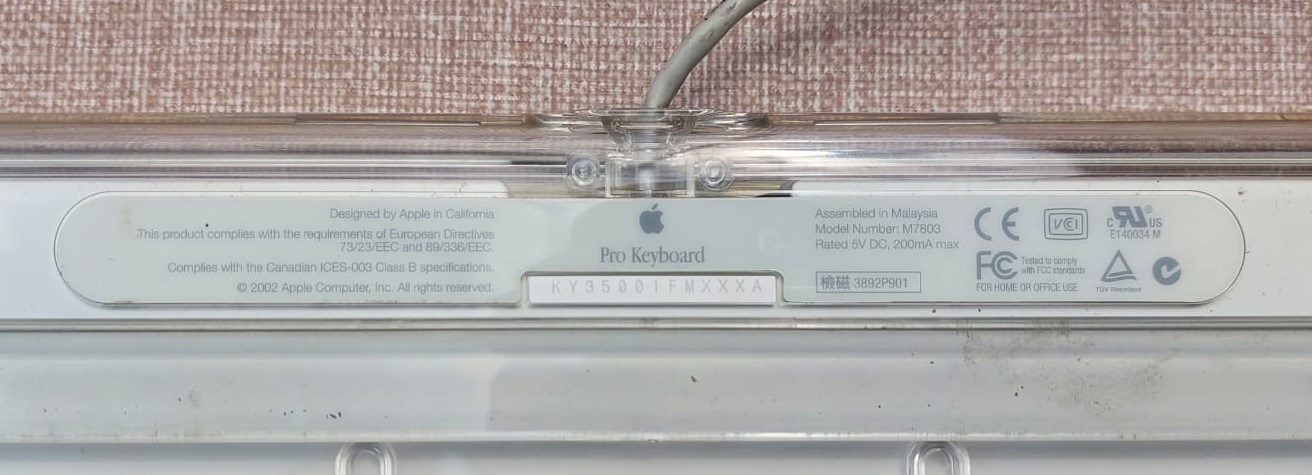 Designed by Apple in California
This product complies with the requirements of European Directives
73/23/EEC and 89/336/EEC.
Complies with the Canadian ICES-003 Class B specifications.
© 2002 Apple Computer, Inc. All rights reserved.
Pro Keyboard
KY35001FMXXXA
Assembled in Malaysia
Model Number: M7803
Rated 5V DC, 200mA max
檢磁 3892P901
CE
VCI
c RU ® US
E140034 M
FC Tested to comply
with FCC standards
FOR HOME OR OFFICE USE
TÜV Rheinland